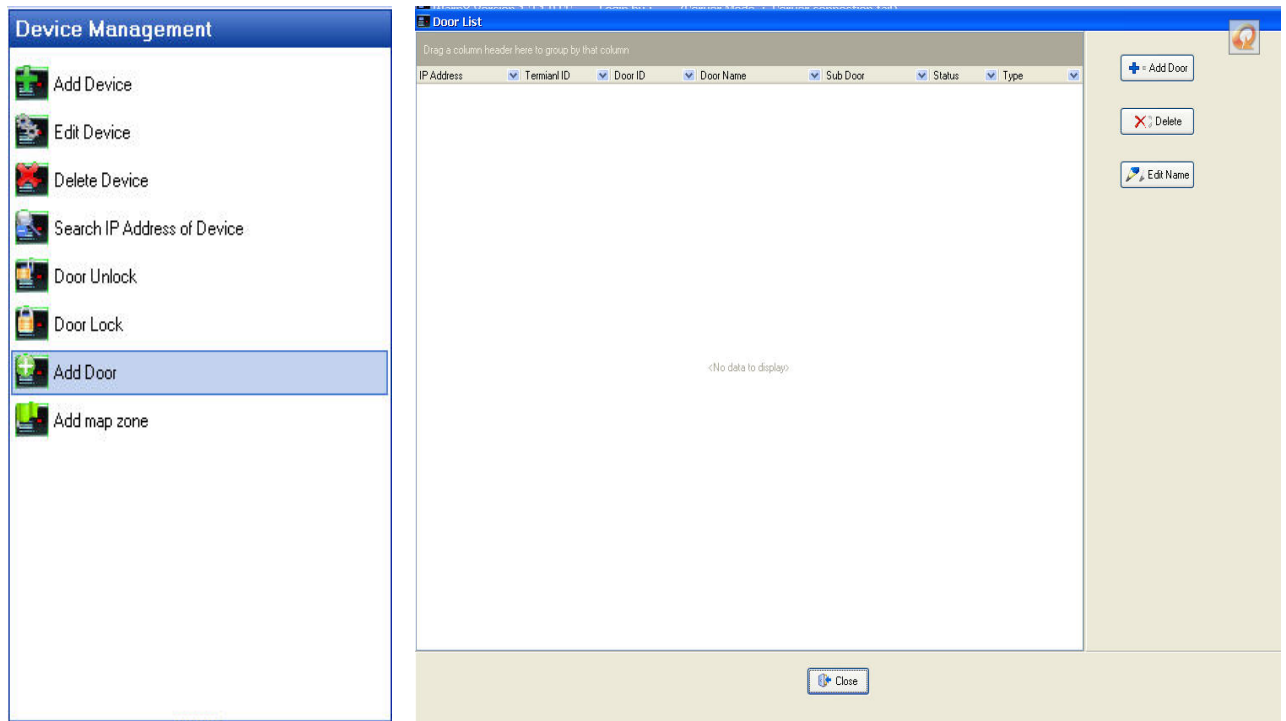 Device Management
Add Device
Edit Device
Delete Device
Search IP Address of Device
Door Unlock
Door Lock
Add Door
Add map zone
Door List
Drag a column header here to group by that column
IP Address Termianl ID Door ID Door Name Sub Door Status Type
<No data to display>
Add Door
Delete
Edit Name
Close